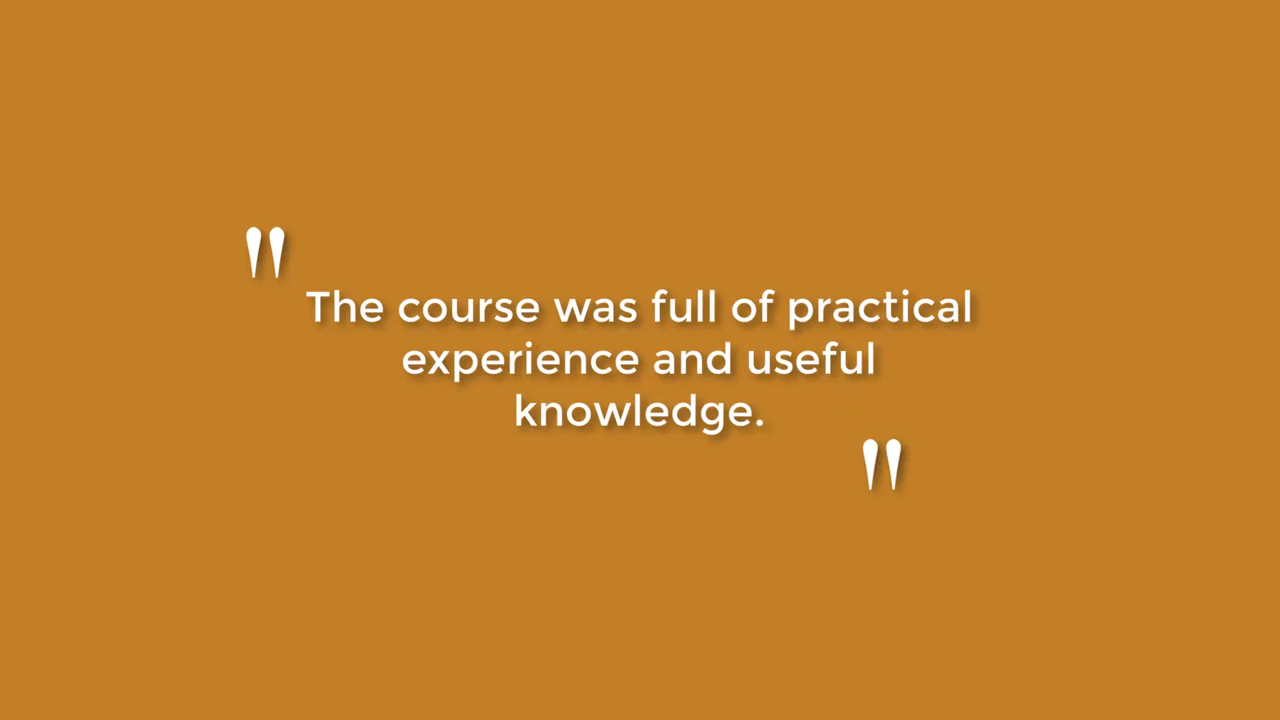 "
The course was full of practical
experience and useful
knowledge.
"